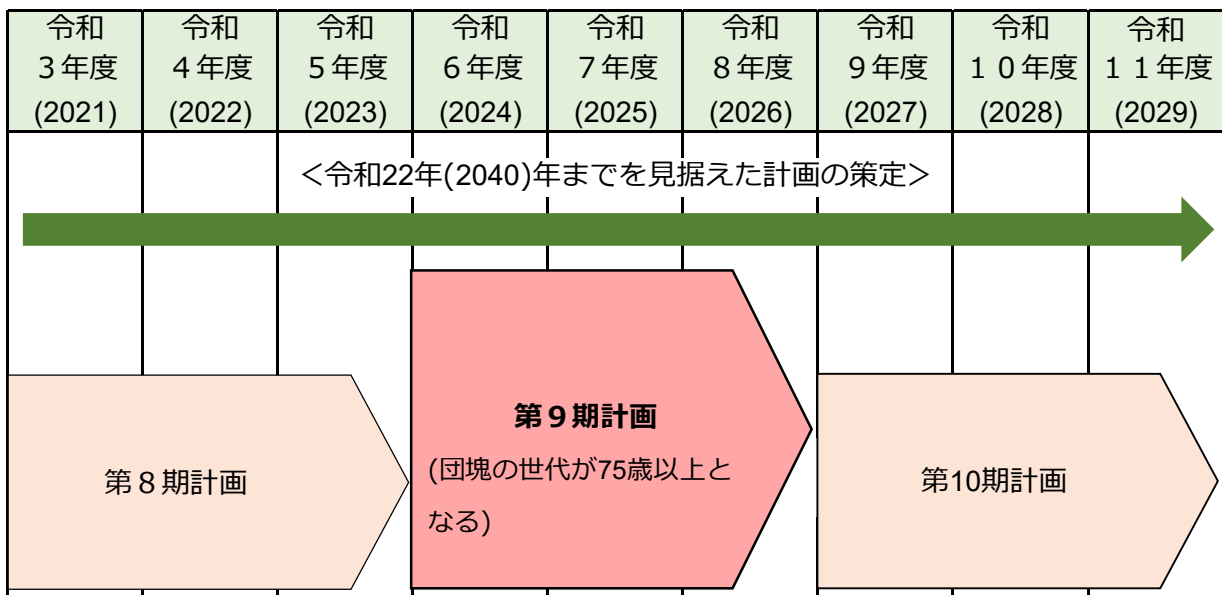 令和 令和 令和 令和 令和 令和 令和 令和 令和
３年度 ４年度 ５年度 ６年度 ７年度 ８年度 ９年度 １０年度 １１年度
(2021) (2022) (2023) (2024) (2025) (2026) (2027) (2028) (2029)
＜令和22年(2040)年までを見据えた計画の策定＞
第８期計画
第９期計画
(団塊の世代が75歳以上と
なる)
第10期計画